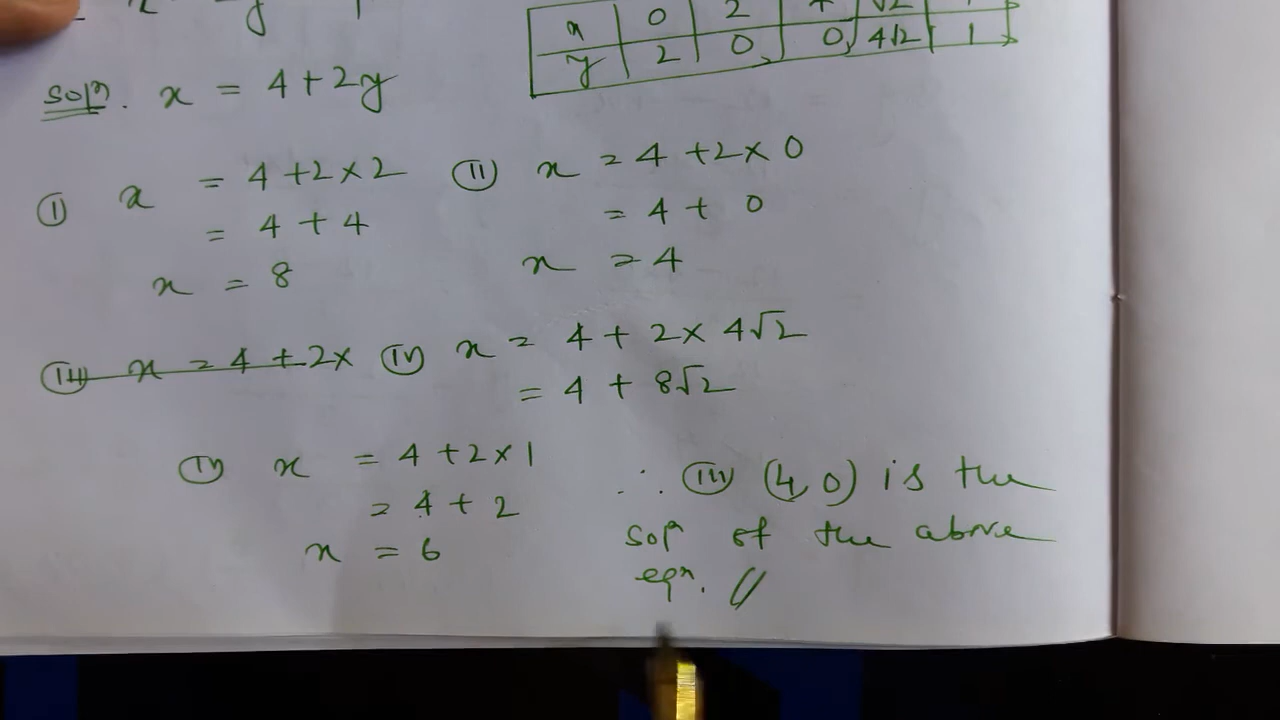 x 0 2 4 √2 1
y 2 0, 0, 4√2 1
Solⁿ. x = 4 + 2y
(i) x = 4 + 2 × 2
= 4 + 4
x = 8
(ii) x = 4 + 2 × 0
= 4 + 0
x = 4
(iii) x = 4 + 2 ×
(iv) x = 4 + 2 × 4√2
= 4 + 8√2
(iv) x = 4 + 2 × 1
= 4 + 2
x = 6
∴ (iii) (4, 0) is the
solⁿ of the above
eqⁿ. //